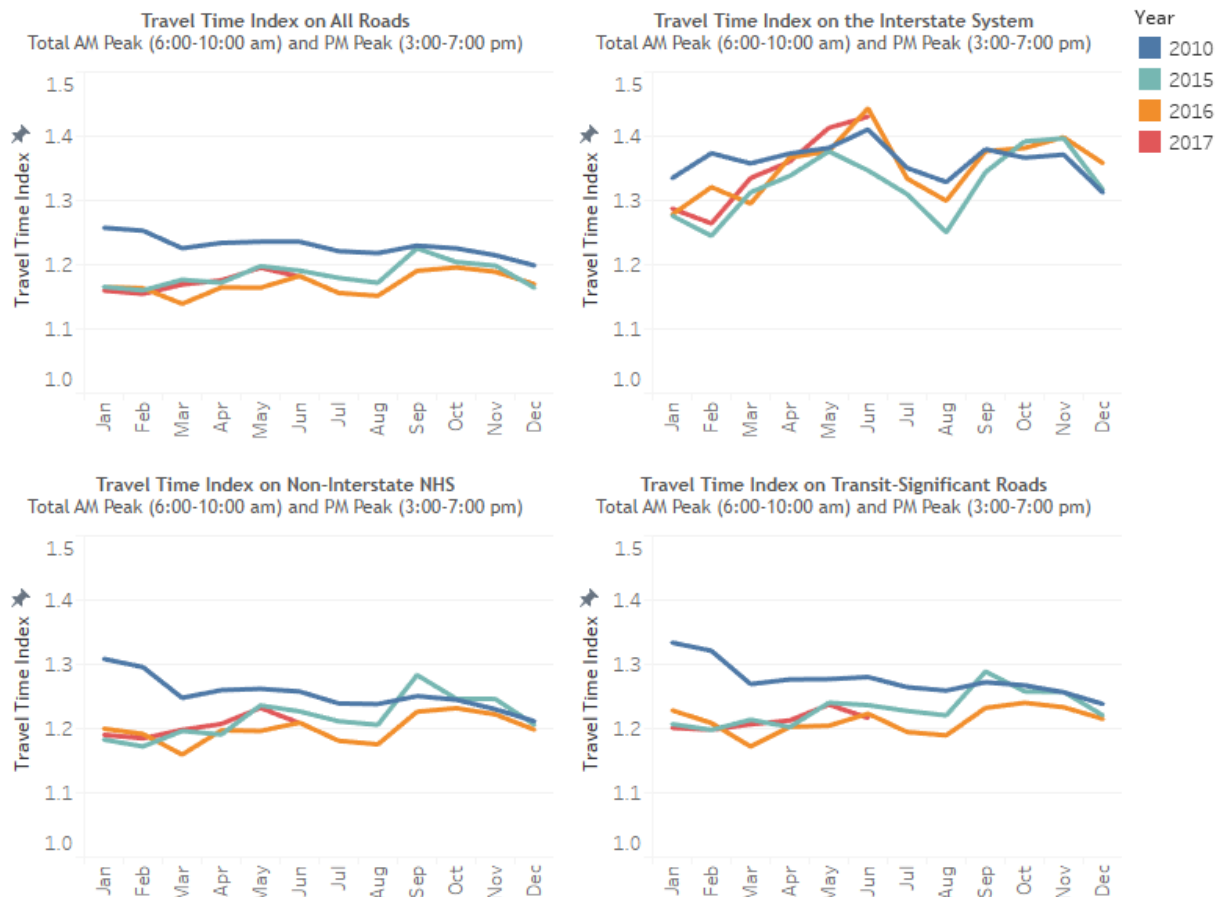 Travel Time Index on All Roads
Total AM Peak (6:00-10:00 am) and PM Peak (3:00-7:00 pm)
1.5
1.4
1.3
1.2
1.1
1.0
Travel Time Index
Jan
Feb
Mar
Apr
May
Jun
Jul
Aug
Sep
Oct
Nov
Dec
Travel Time Index on the Interstate System
Total AM Peak (6:00-10:00 am) and PM Peak (3:00-7:00 pm)
1.5
1.4
1.3
1.2
1.1
1.0
Travel Time Index
Jan
Feb
Mar
Apr
May
Jun
Jul
Aug
Sep
Oct
Nov
Dec
Year
2010
2015
2016
2017
Travel Time Index on Non-Interstate NHS
Total AM Peak (6:00-10:00 am) and PM Peak (3:00-7:00 pm)
1.5
1.4
1.3
1.2
1.1
1.0
Travel Time Index
Jan
Feb
Mar
Apr
May
Jun
Jul
Aug
Sep
Oct
Nov
Dec
Travel Time Index on Transit-Significant Roads
Total AM Peak (6:00-10:00 am) and PM Peak (3:00-7:00 pm)
1.5
1.4
1.3
1.2
1.1
1.0
Travel Time Index
Jan
Feb
Mar
Apr
May
Jun
Jul
Aug
Sep
Oct
Nov
Dec